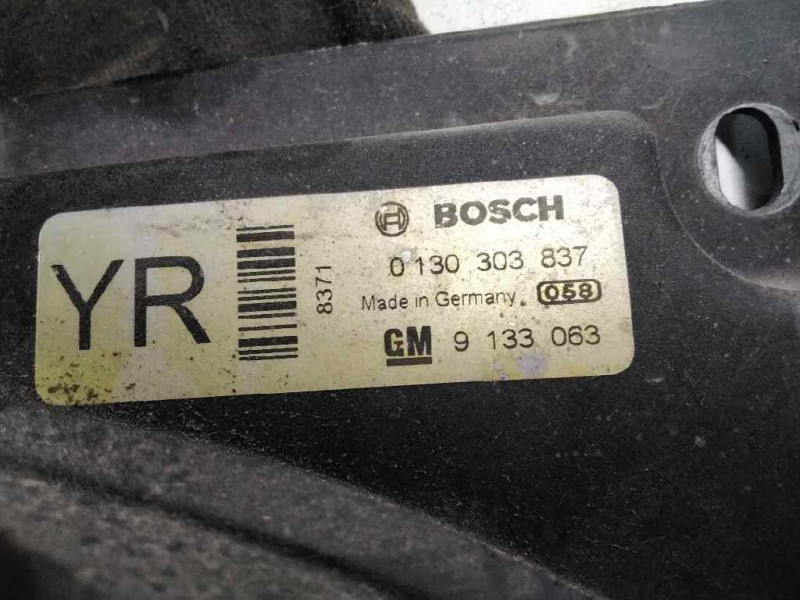 YR
8371
BOSCH
0 130 303 837
Made in Germany 058
GM 9 133 063